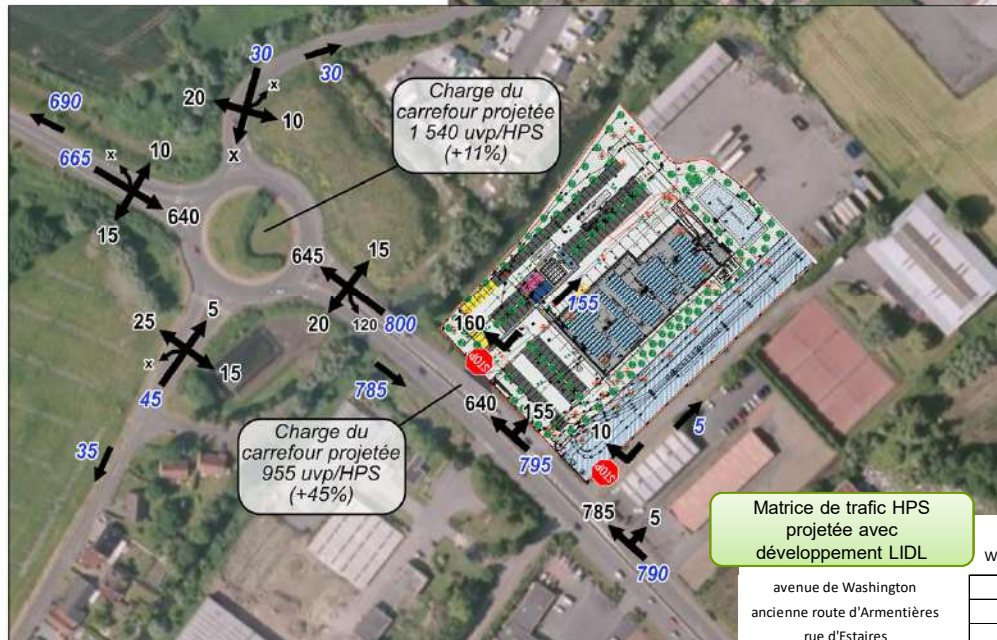 30
30
x
20
10
x
690
665
x
10
15
640
Charge du
carrefour projetée
1 540 uvp/HPS
(+11%)
645
15
20
120
800
25
5
x
15
45
35
785
160
STOP
155
640
155
795
10
STOP
5
785
5
790
Charge du
carrefour projetée
955 uvp/HPS
(+45%)
Matrice de trafic HPS
projetée avec
développement LIDL
W
avenue de Washington
ancienne route d'Armentières
rue d'Estaires